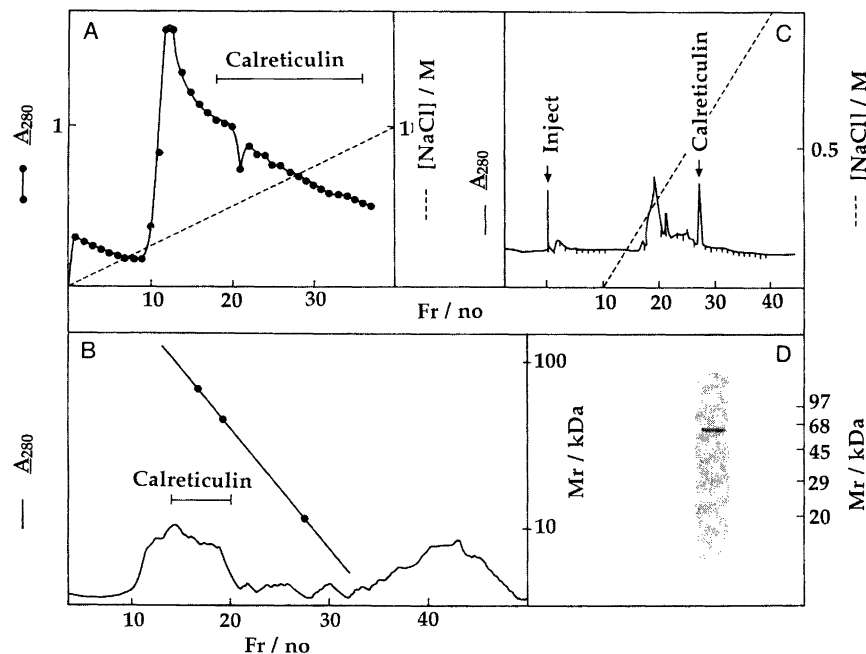 A
Calreticulin
A280
1
1
[NaCl] / M
10
20
30
Fr / no
C
Inject
Calreticulin
A280
0.5
[NaCl] / M
10
20
30
40
B
Calreticulin
A280
100
10
Mr / kDa
10
20
30
40
Fr / no
D
97
68
45
29
20
Mr / kDa